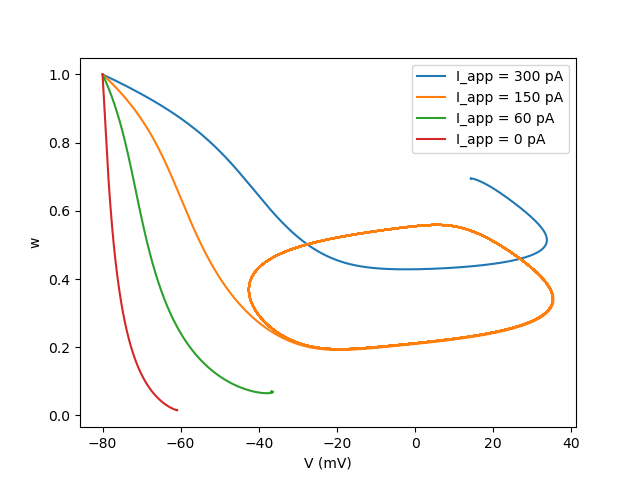 I_app = 300 pA
I_app = 150 pA
I_app = 60 pA
I_app = 0 pA
1.0
0.8
0.6
0.4
0.2
0.0
w
−80 −60 −40 −20 0 20 40
V (mV)